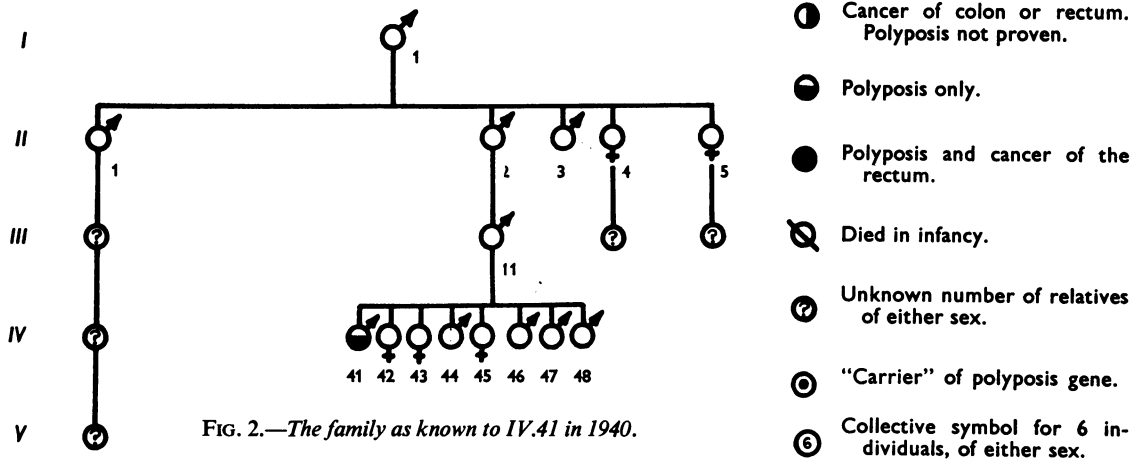 I
1
II
1
2
3
4
5
III
?
11
?
?
IV
?
41 42 43 44 45 46 47 48
V
?
FIG. 2.—The family as known to IV.41 in 1940.
Cancer of colon or rectum.
Polyposis not proven.
Polyposis only.
Polyposis and cancer of the
rectum.
Died in infancy.
?
Unknown number of relatives
of either sex.
"Carrier" of polyposis gene.
6
Collective symbol for 6 in-
dividuals, of either sex.